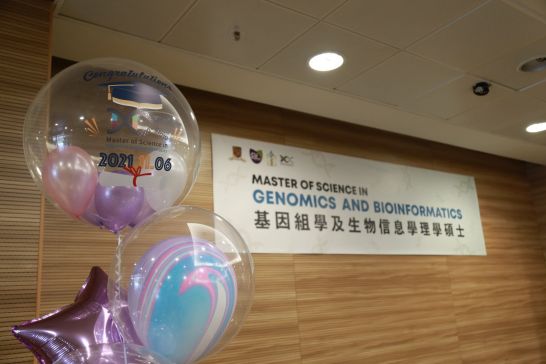 Congratulations
Master of Science in
2021 11 06
MASTER OF SCIENCE IN
GENOMICS AND BIOINFORMATICS
基因組學及生物信息學理學碩士